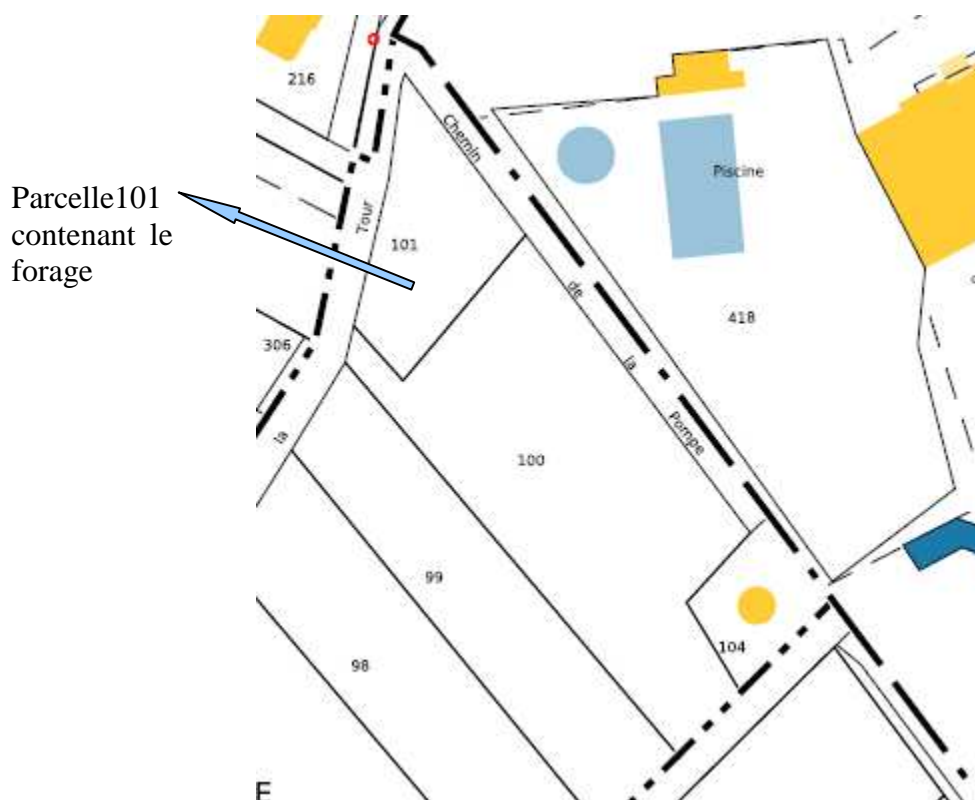 216
Chemin
Piscine
Parcelle101
contenant le
forage
Tour
101
de
418
306
la
la
Pompe
100
99
104
98
E